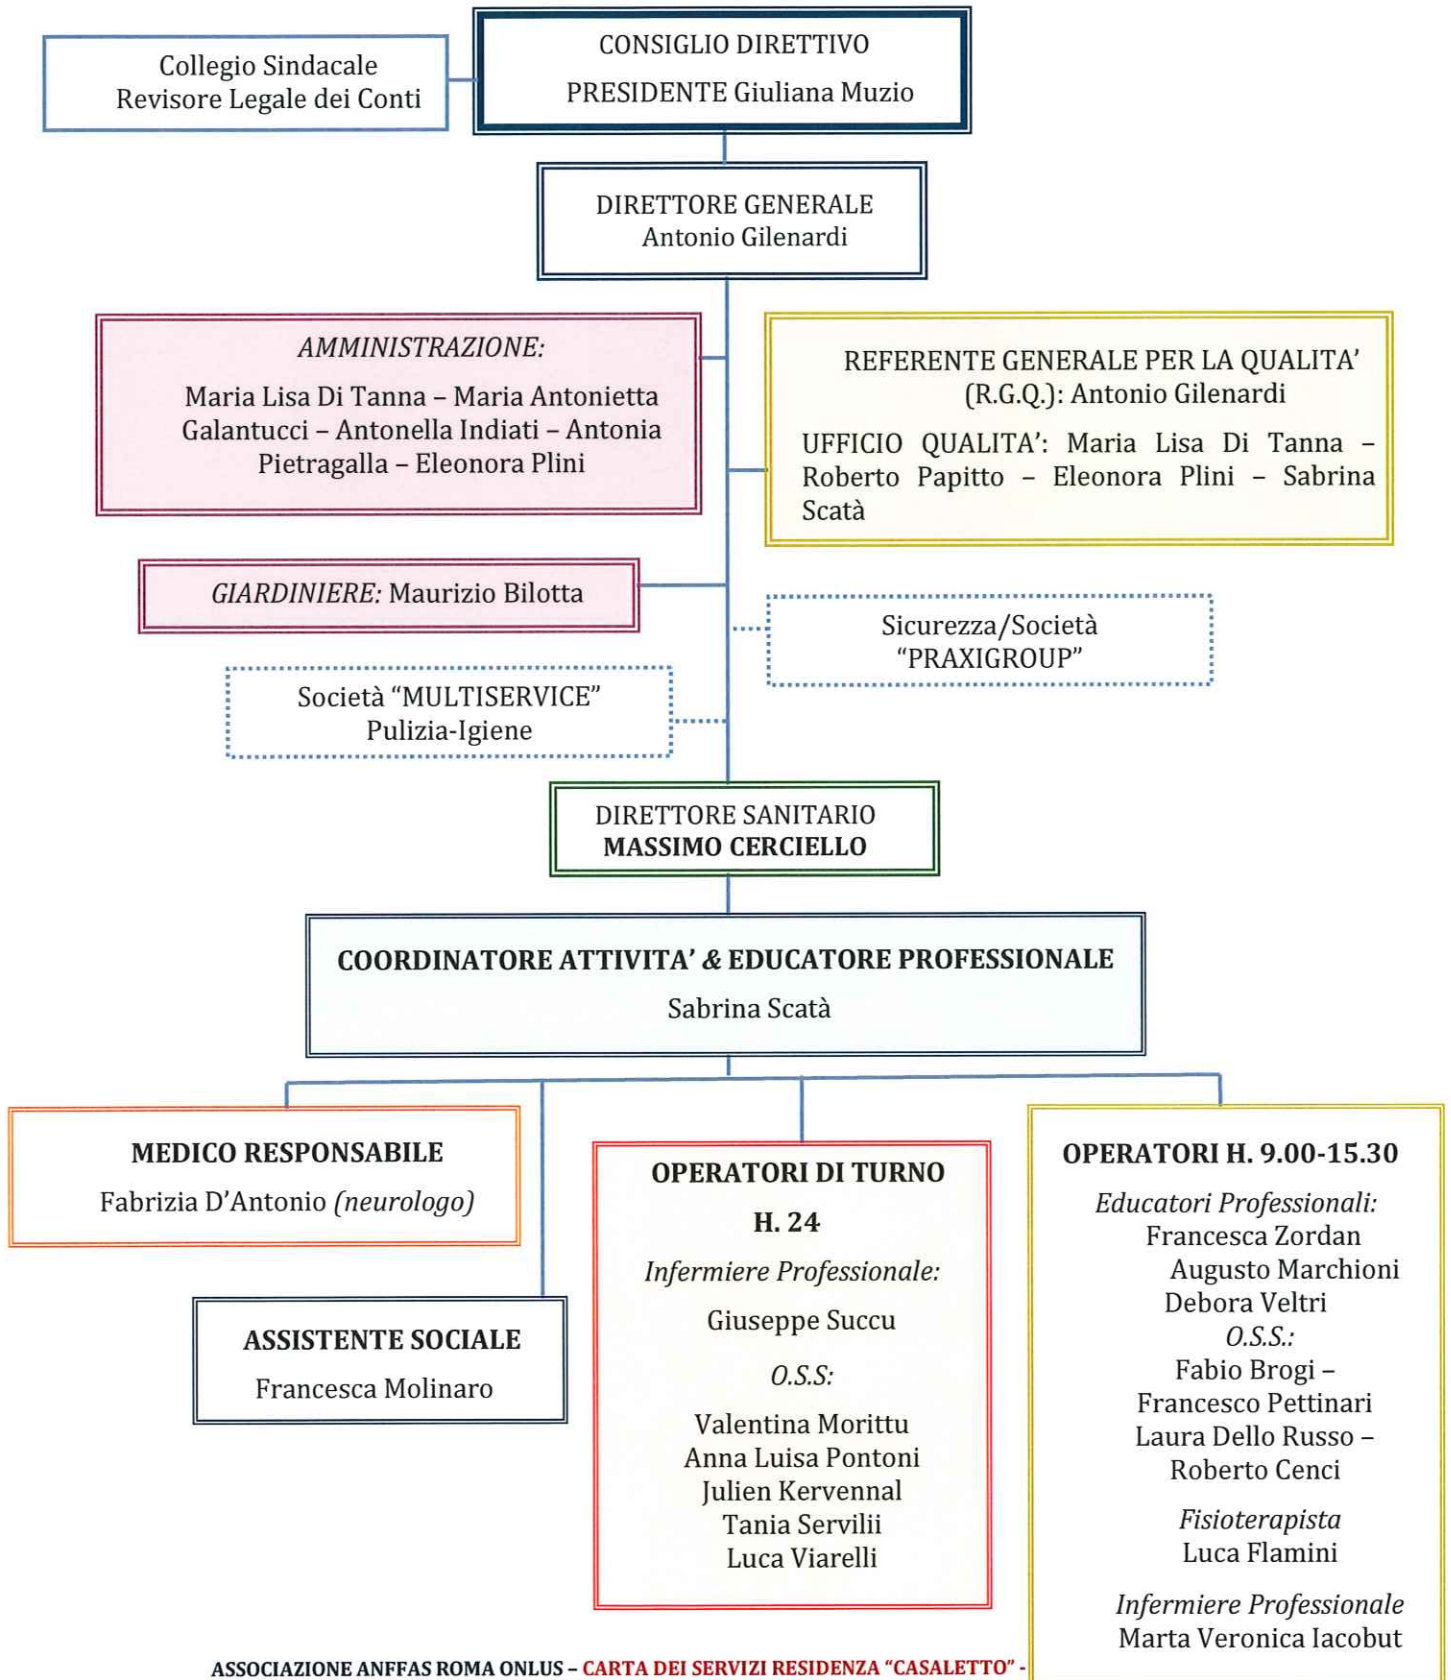 Collegio Sindacale
Revisore Legale dei Conti
CONSIGLIO DIRETTIVO
PRESIDENTE Giuliana Muzio
DIRETTORE GENERALE
Antonio Gilenardi
AMMINISTRAZIONE:
Maria Lisa Di Tanna – Maria Antonietta
Galantucci – Antonella Indiati – Antonia
Pietragalla – Eleonora Plini
REFERENTE GENERALE PER LA QUALITA’
(R.G.Q.): Antonio Gilenardi
UFFICIO QUALITA’: Maria Lisa Di Tanna –
Roberto Papitto – Eleonora Plini – Sabrina
Scatà
GIARDINIERE: Maurizio Bilotta
Sicurezza/Società
“PRAXIGROUP”
Società “MULTISERVICE”
Pulizia-Igiene
DIRETTORE SANITARIO
MASSIMO CERCIELLO
COORDINATORE ATTIVITA’ & EDUCATORE PROFESSIONALE
Sabrina Scatà
MEDICO RESPONSABILE
Fabrizia D’Antonio (neurologo)
ASSISTENTE SOCIALE
Francesca Molinaro
OPERATORI DI TURNO
H. 24
Infermiere Professionale:
Giuseppe Succu
O.S.S:
Valentina Morittu
Anna Luisa Pontoni
Julien Kervennal
Tania Servilii
Luca Viarelli
OPERATORI H. 9.00-15.30
Educatori Professionali:
Francesca Zordan
Augusto Marchioni
Debora Veltri
O.S.S.:
Fabio Brogi –
Francesco Pettinari
Laura Dello Russo –
Roberto Cenci
Fisioterapista
Luca Flamini
Infermiere Professionale
Marta Veronica Iacobut
ASSOCIAZIONE ANFFAS ROMA ONLUS – CARTA DEI SERVIZI RESIDENZA “CASALETTO” -